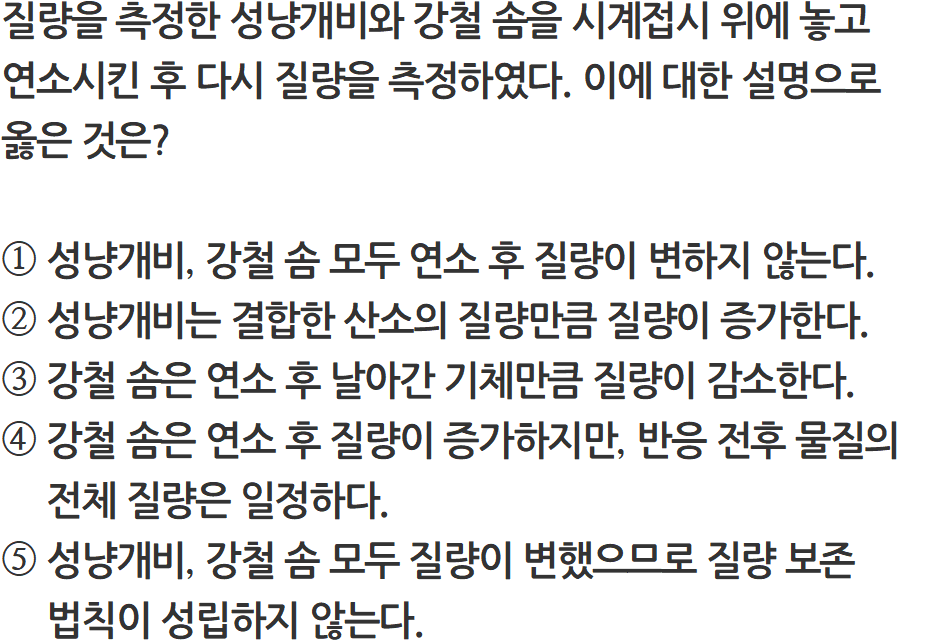 질량을 측정한 성냥개비와 강철 솜을 시계접시 위에 놓고
연소시킨 후 다시 질량을 측정하였다. 이에 대한 설명으로
옳은 것은?
① 성냥개비, 강철 솜 모두 연소 후 질량이 변하지 않는다.
② 성냥개비는 결합한 산소의 질량만큼 질량이 증가한다.
③ 강철 솜은 연소 후 날아간 기체만큼 질량이 감소한다.
④ 강철 솜은 연소 후 질량이 증가하지만, 반응 전후 물질의
전체 질량은 일정하다.
⑤ 성냥개비, 강철 솜 모두 질량이 변했으므로 질량 보존
법칙이 성립하지 않는다.